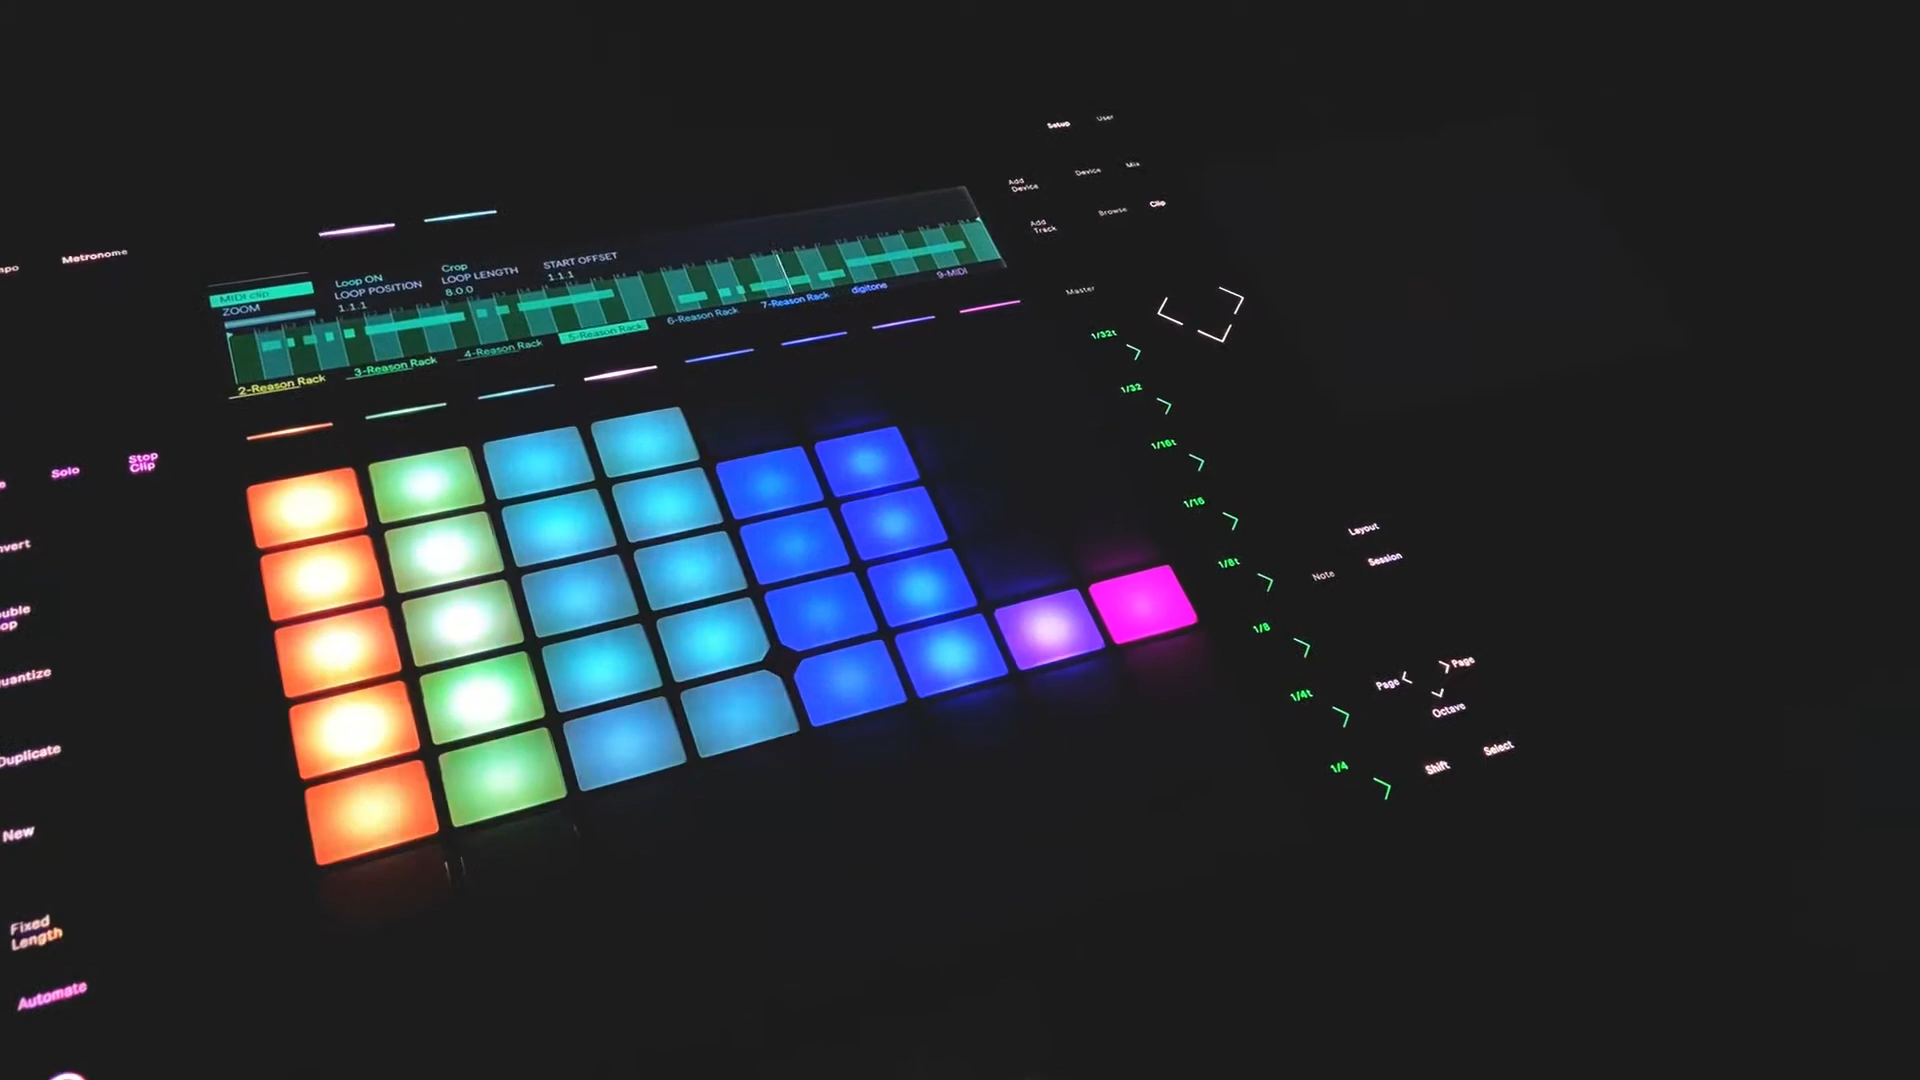 Setup
User
Add
Device
Device
Mix
Add
Track
Browse
Clip
Metronome
MIDI clip
Loop ON
Crop
START OFFSET
ZOOM
LOOP POSITION
LOOP LENGTH
1.1.1
1.1.1
8.0.0
2-Reason Rack
3-Reason Rack
4-Reason Rack
5-Reason Rack
6-Reason Rack
7-Reason Rack
digitone
9-MIDI
Master
1/32t
1/32
1/16t
1/16
1/8t
1/8
1/4t
1/4
Solo
Stop
Clip
nvert
ouble
oop
uantize
Duplicate
New
Fixed
Length
Automate
Layout
Note
Session
Page
Page
Octave
Shift
Select